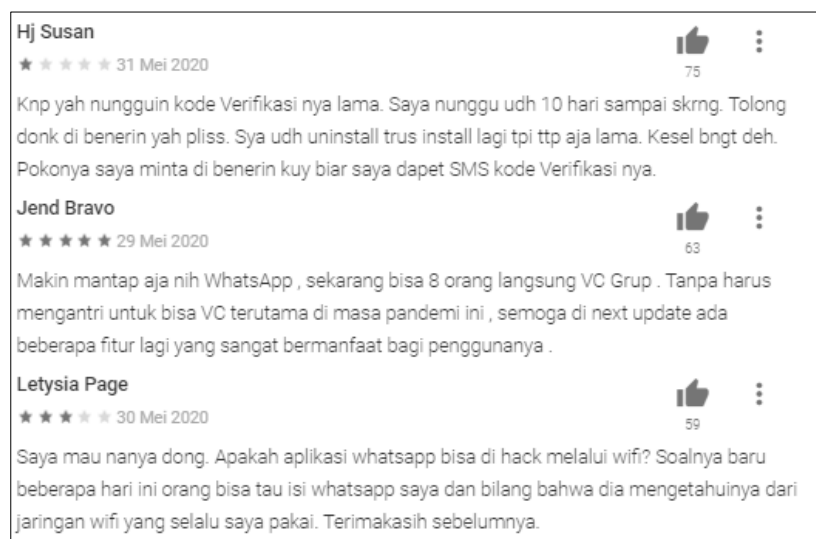 Hj Susan
31 Mei 2020
75
Knp yah nungguin kode Verifikasi nya lama. Saya nunggu udh 10 hari sampai skrng. Tolong
donk di benerin yah pliss. Sya udh uninstall trus install lagi tpi ttp aja lama. Kesel bngt deh.
Pokonya saya minta di benerin kuy biar saya dapet SMS kode Verifikasi nya.
Jend Bravo
29 Mei 2020
63
Makin mantap aja nih WhatsApp , sekarang bisa 8 orang langsung VC Grup . Tanpa harus
mengantri untuk bisa VC terutama di masa pandemi ini , semoga di next update ada
beberapa fitur lagi yang sangat bermanfaat bagi penggunanya .
Letysia Page
30 Mei 2020
59
Saya mau nanya dong. Apakah aplikasi whatsapp bisa di hack melalui wifi? Soalnya baru
beberapa hari ini orang bisa tau isi whatsapp saya dan bilang bahwa dia mengetahuinya dari
jaringan wifi yang selalu saya pakai. Terimakasih sebelumnya.